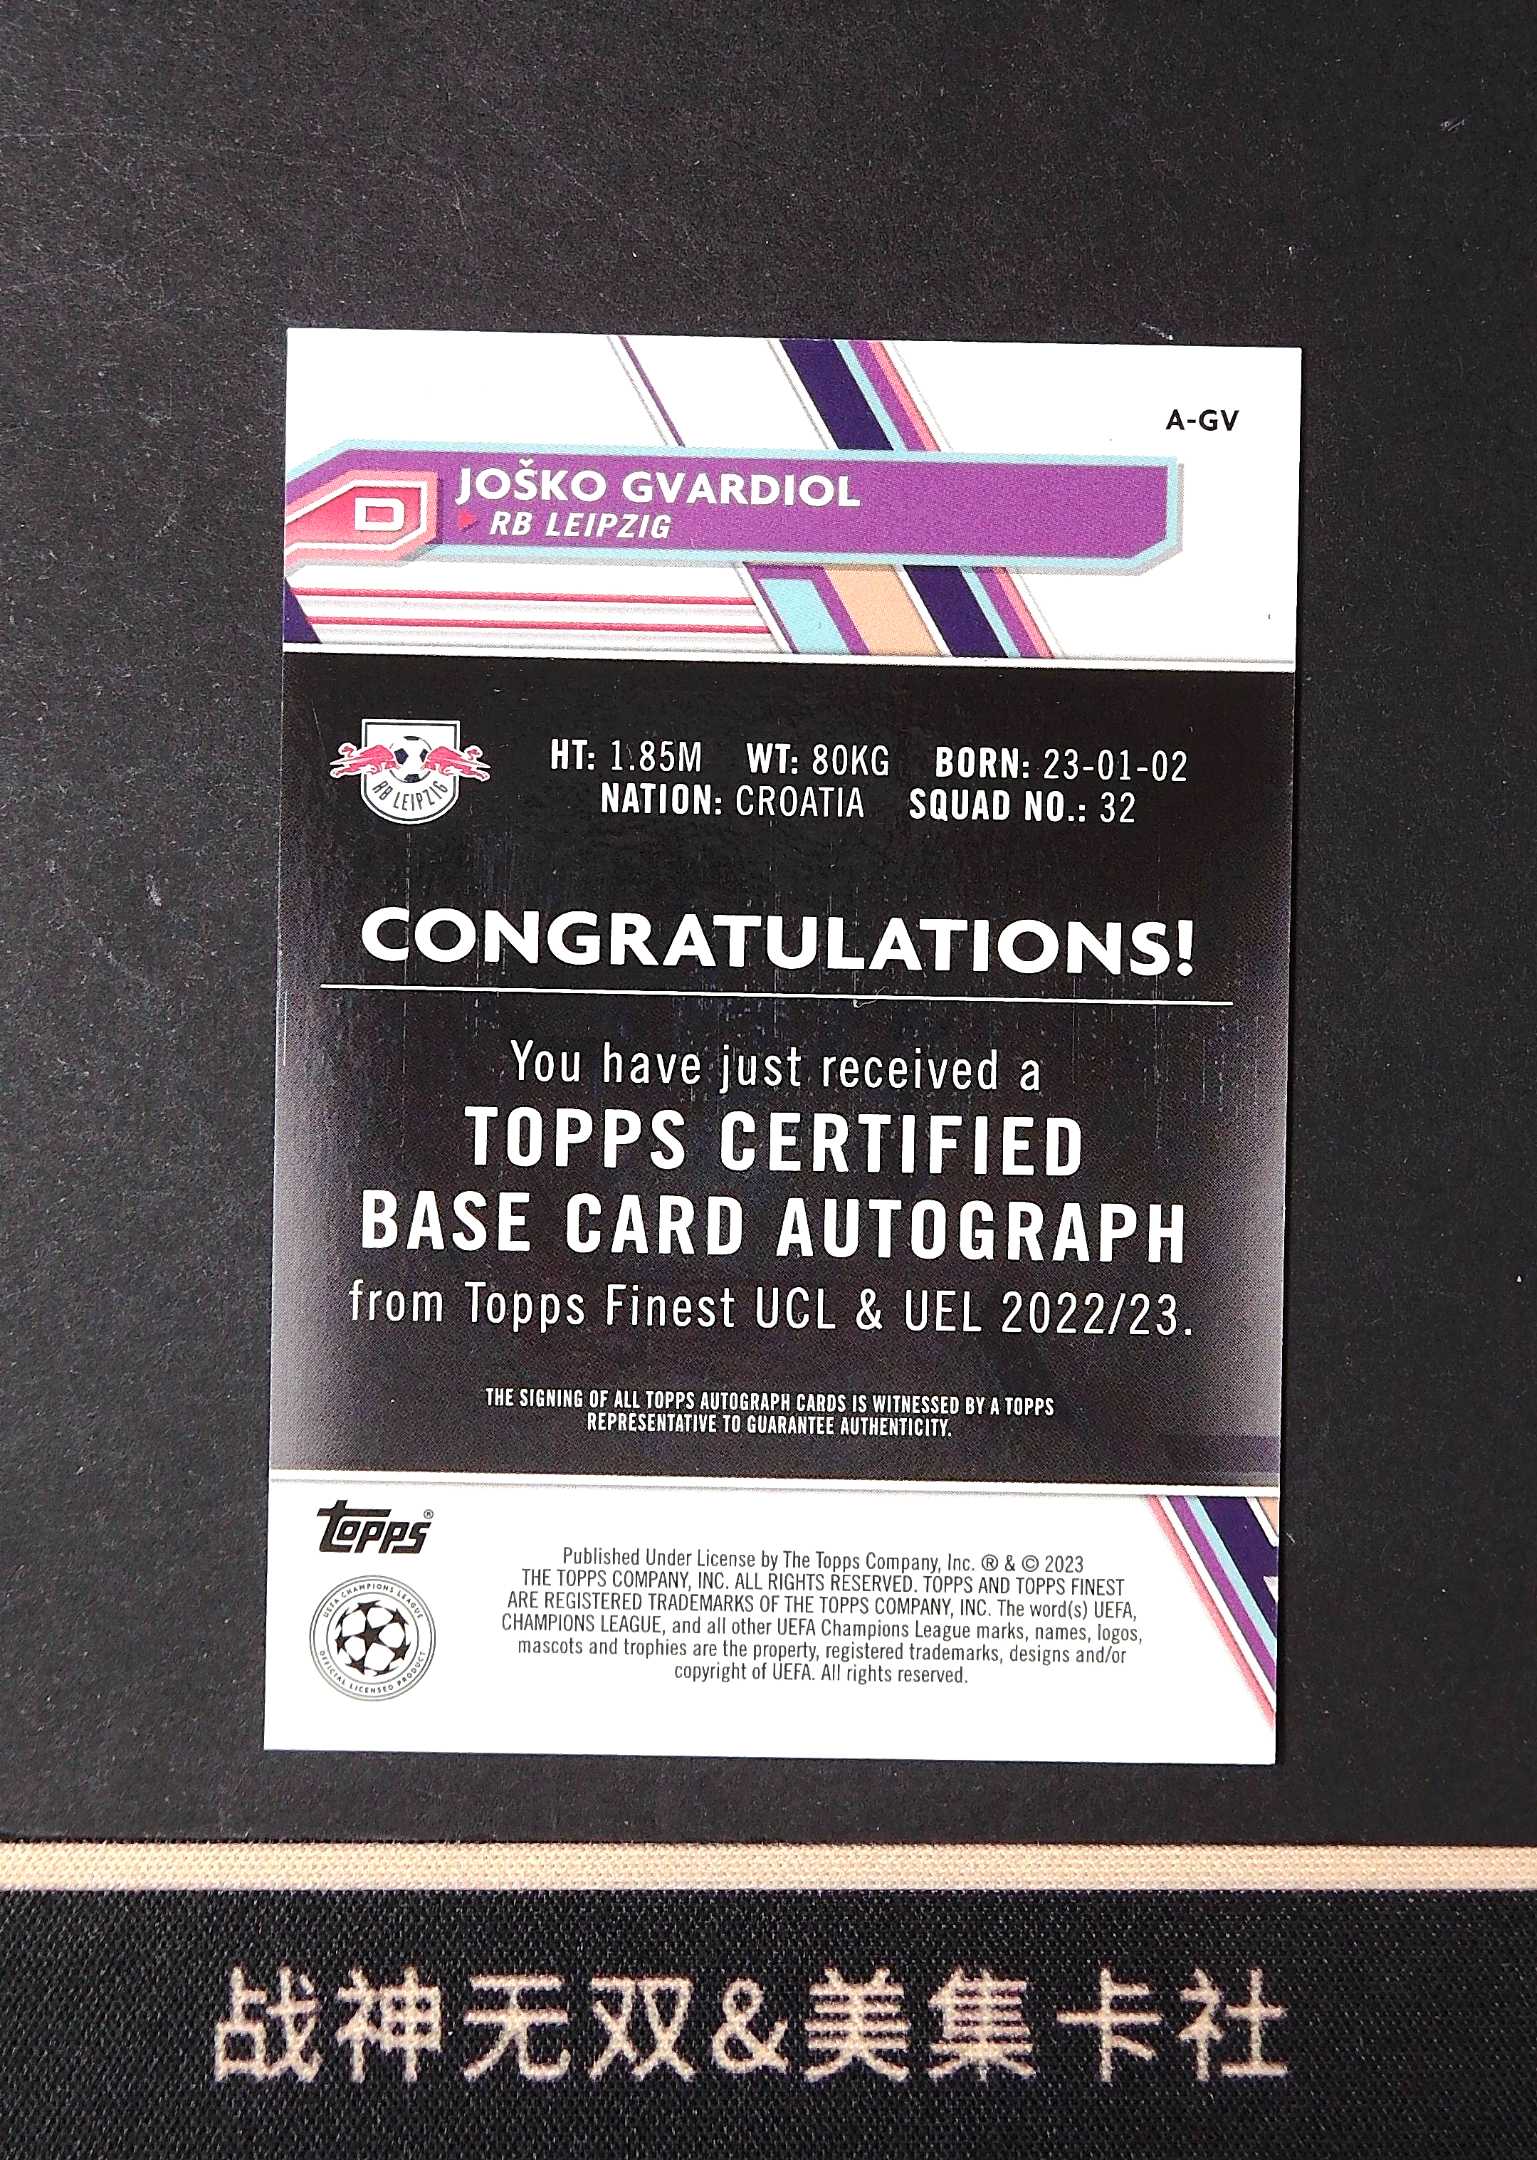 A-GV
D
JOŠKO GVARDIOL
RB LEIPZIG
RB LEIPZIG
HT: 1.85M WT: 80KG BORN: 23-01-02
NATION: CROATIA SQUAD NO.: 32
CONGRATULATIONS!
You have just received a
TOPPS CERTIFIED
BASE CARD AUTOGRAPH
from Topps Finest UCL & UEL 2022/23.
THE SIGNING OF ALL TOPPS AUTOGRAPH CARDS IS WITNESSED BY A TOPPS
REPRESENTATIVE TO GUARANTEE AUTHENTICITY.
topps®
UEFA CHAMPIONS LEAGUE
OFFICIAL LICENSED PRODUCT
Published Under License by The Topps Company, Inc. ® & © 2023
THE TOPPS COMPANY, INC. ALL RIGHTS RESERVED. TOPPS AND TOPPS FINEST
ARE REGISTERED TRADEMARKS OF THE TOPPS COMPANY, INC. The word(s) UEFA,
CHAMPIONS LEAGUE, and all other UEFA Champions League marks, names, logos,
mascots and trophies are the property, registered trademarks, designs and/or
copyright of UEFA. All rights reserved.
战神无双&美集卡社